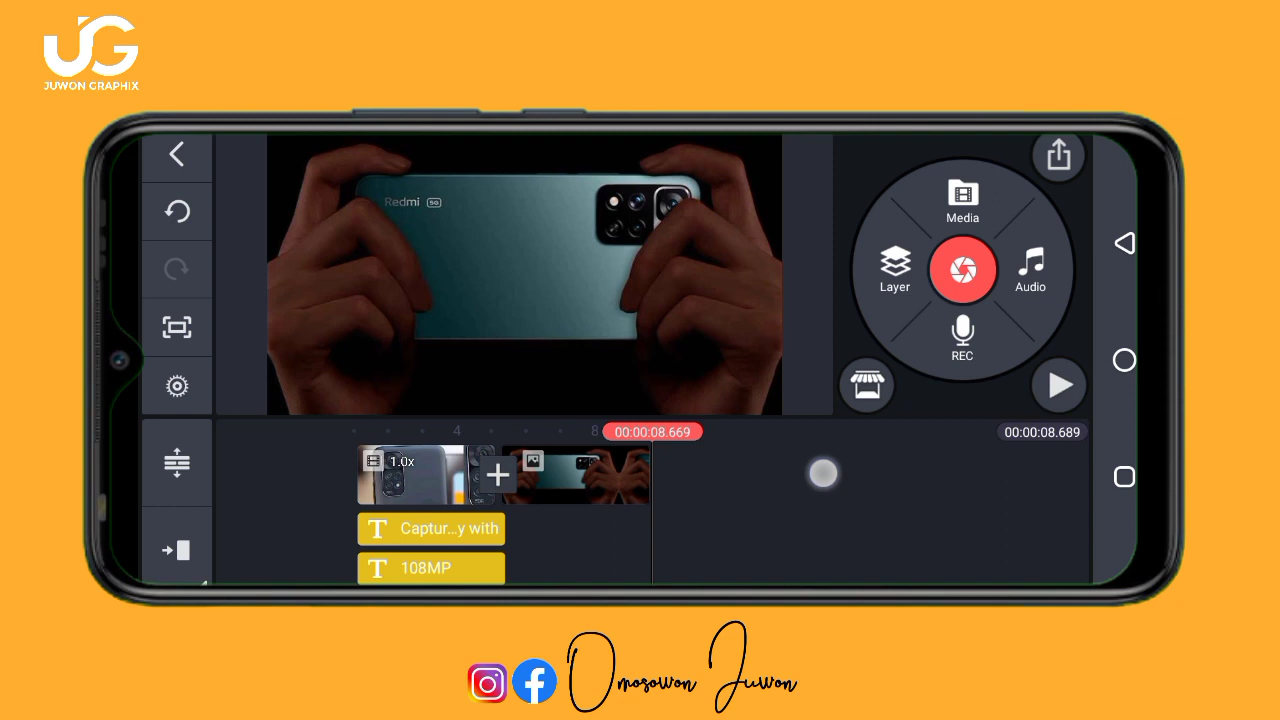 JG
JUWON GRAPHIX
Redmi 5G
Media
Layer
Audio
REC
4
8
00:00:08.669
00:00:08.689
1.0x
Captur...y with
108MP
Omosowon Juwon